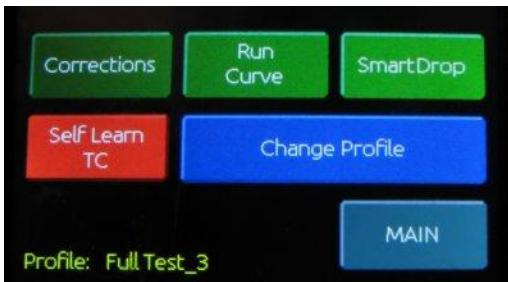 Corrections
Run
Curve
SmartDrop
Self Learn
TC
Change Profile
MAIN
Profile: Full Test_3